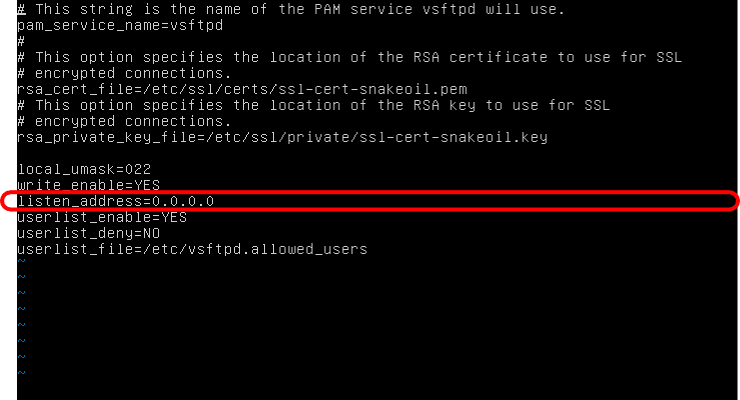 # This string is the name of the PAM service vsftpd will use.
pam_service_name=vsftpd
#
# This option specifies the location of the RSA certificate to use for SSL
# encrypted connections.
rsa_cert_file=/etc/ssl/certs/ssl-cert-snakeoil.pem
# This option specifies the location of the RSA key to use for SSL
# encrypted connections.
rsa_private_key_file=/etc/ssl/private/ssl-cert-snakeoil.key
local_umask=022
write_enable=YES
listen_address=0.0.0.0
userlist_enable=YES
userlist_deny=NO
userlist_file=/etc/vsftpd.allowed_users
~
~
~
~
~
~
~
~